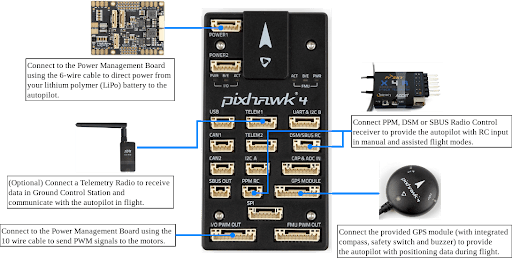 POWER1
POWER2
PWR B/E ACT
I/O
ACT B/E PWR
FMU
pixhawk 4
USB
TELEM1
UART & I2C B
CAN1
TELEM2
DSM/SBUS RC
CAN2
I2C A
CAP & ADC IN
SBUS OUT
PPM RC
GPS MODULE
SPI
I/O PWM OUT
FMU PWM OUT
Connect to the Power Management Board
using the 6-wire cable to direct power from
your lithium polymer (LiPo) battery to the
autopilot.
(Optional) Connect a Telemetry Radio to receive
data in Ground Control Station and
communicate with the autopilot in flight.
Connect to the Power Management Board using the
10 wire cable to send PWM signals to the motors.
Connect PPM, DSM or SBUS Radio Control
receiver to provide the autopilot with RC input
in manual and assisted flight modes.
Connect the provided GPS module (with integrated
compass, safety switch and buzzer) to provide
the autopilot with positioning data during flight.